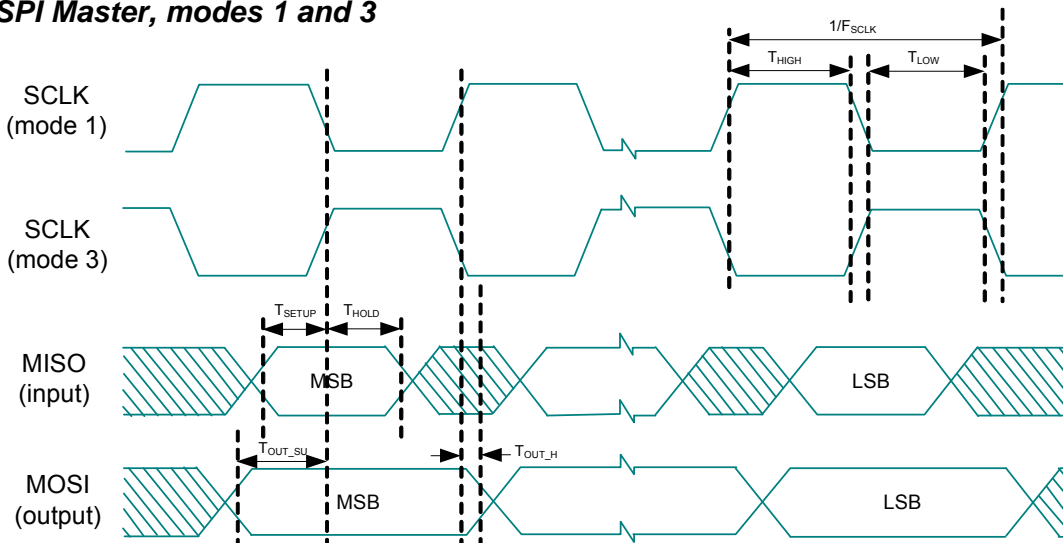 SPI Master, modes 1 and 3
1/FSCLK
THIGH
TLOW
SCLK
(mode 1)
SCLK
(mode 3)
TSETUP
THOLD
MISO
(input)
MSB
LSB
TOUT_SU
TOUT_H
MOSI
(output)
MSB
LSB